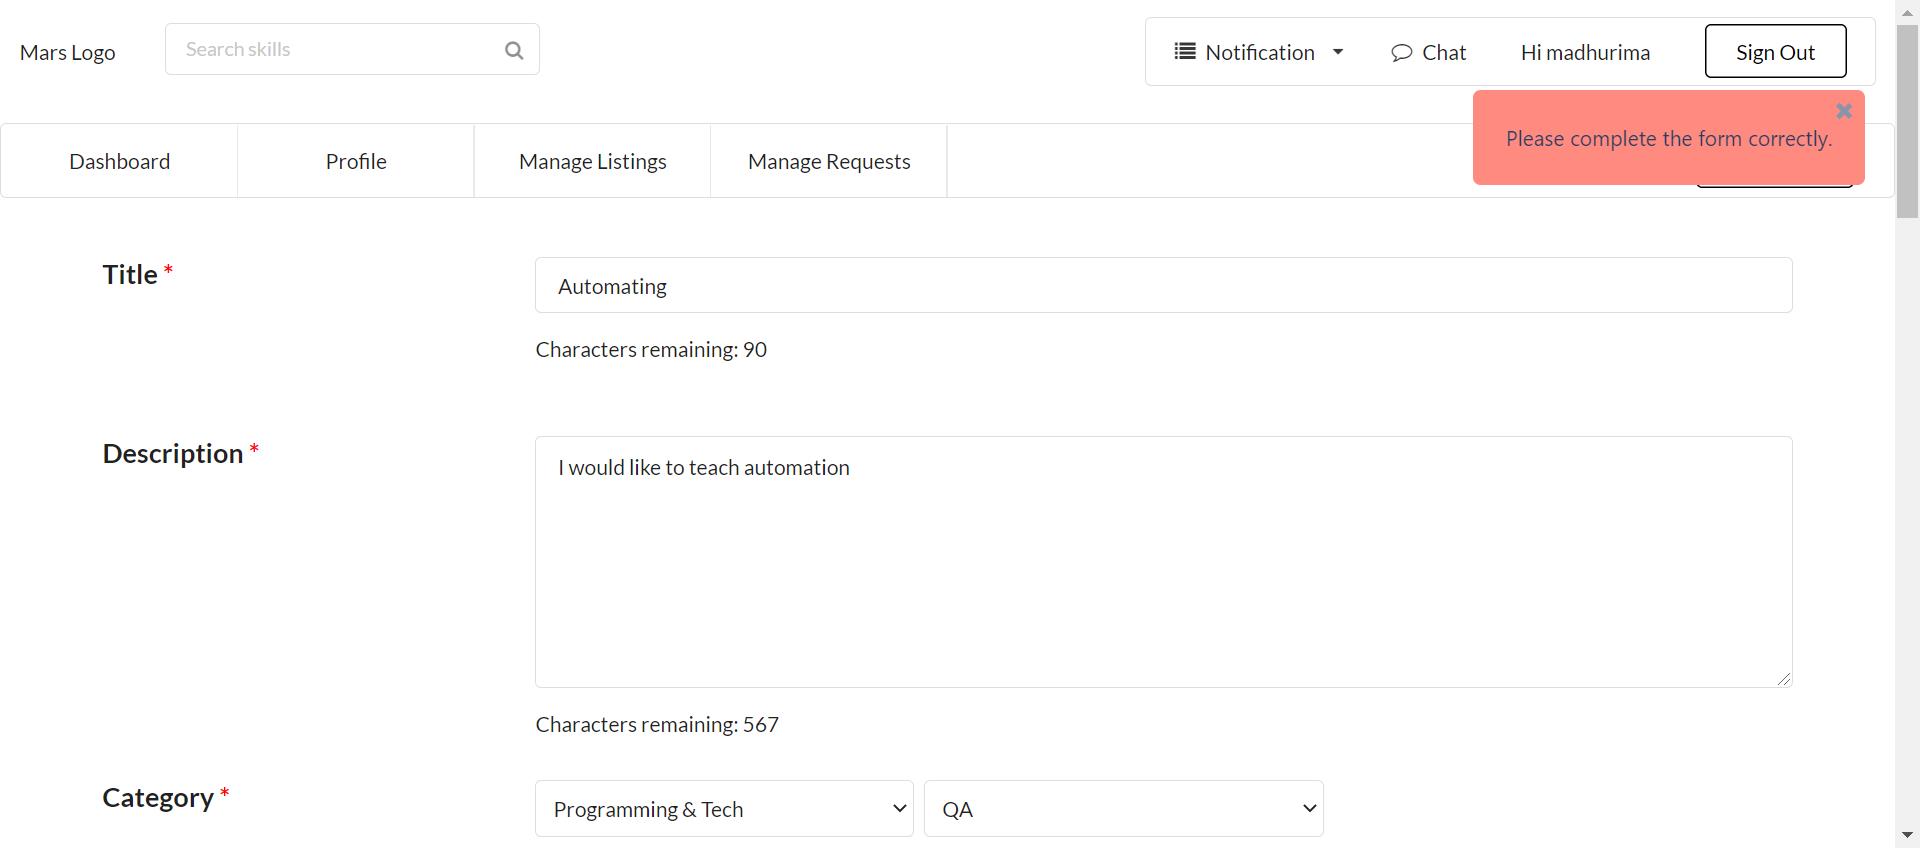 Mars Logo
Search skills
Notification
Chat
Hi madhurima
Sign Out
Please complete the form correctly.
Dashboard
Profile
Manage Listings
Manage Requests
Title *
Automating
Characters remaining: 90
Description *
I would like to teach automation
Characters remaining: 567
Category *
Programming & Tech
QA